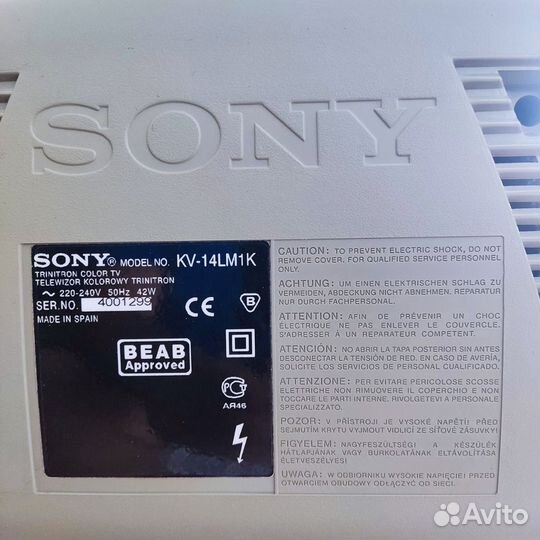 SONY
SONY® MODEL NO. KV-14LM1K
TRINITRON COLOR TV
TELEWIZOR KOLOROWY TRINITRON
~ 220-240V 50Hz 42W
SER.NO. 4001299
MADE IN SPAIN
CE
B
BEAB
Approved
РСТ
АЯ46
CAUTION: TO PREVENT ELECTRIC SHOCK, DO NOT
REMOVE COVER. FOR QUALIFIED SERVICE PERSONNEL
ONLY.
ACHTUNG: UM EINEN ELEKTRISCHEN SCHLAG ZU
VERMEIDEN, ABDECKUNG NICHT ABNEHMEN. REPARATUR
NUR DURCH FACHPERSONAL.
ATTENTION: AFIN DE PREVENIR UN CHOC
ÉLECTRIQUE NE PAS ENLEVER LE COUVERCLE.
S'ADRESSER A UN REPARATEUR COMPETENT.
ATENCIÓN: NO ABRIR LA TAPA POSTERIOR SIN ANTES
DESCONECTAR LA TENSIÓN DE RED. EN CASO DE AVERÍA,
SOLICITE LOS SERVICIOS DE PERSONAL CUALIFICADO.
ATTENZIONE: PER EVITARE PERICOLOSE SCOSSE
ELETTRICHE NON RIMUOVERE IL COPERCHIO E NON
TOCCARE LE PARTI INTERNE. RIVOLGETEVI A PERSONALE
SPECIALIZZATO.
POZOR: V PŘÍSTROJI JE VYSOKÉ NAPĚTÍ! PŘED
SEJMUTÍM KRYTU VYJMOUT VIDLICI ZE SÍŤOVÉ ZÁSUVKY!
FIGYELEM: NAGYFESZÜLTSÉGI A KÉSZÜLÉK
HÁTLAPJÁNAK VAGY BURKOLATÁNAK ELTÁVOLÍTÁSA
ÉLETVESZÉLYES!
UWAGA: W ODBIORNIKU WYSOKIE NAPIĘCIE! PRZED
OTWARCIEM OBUDOWY ODŁĄCZYĆ OD SIECI.
Avito